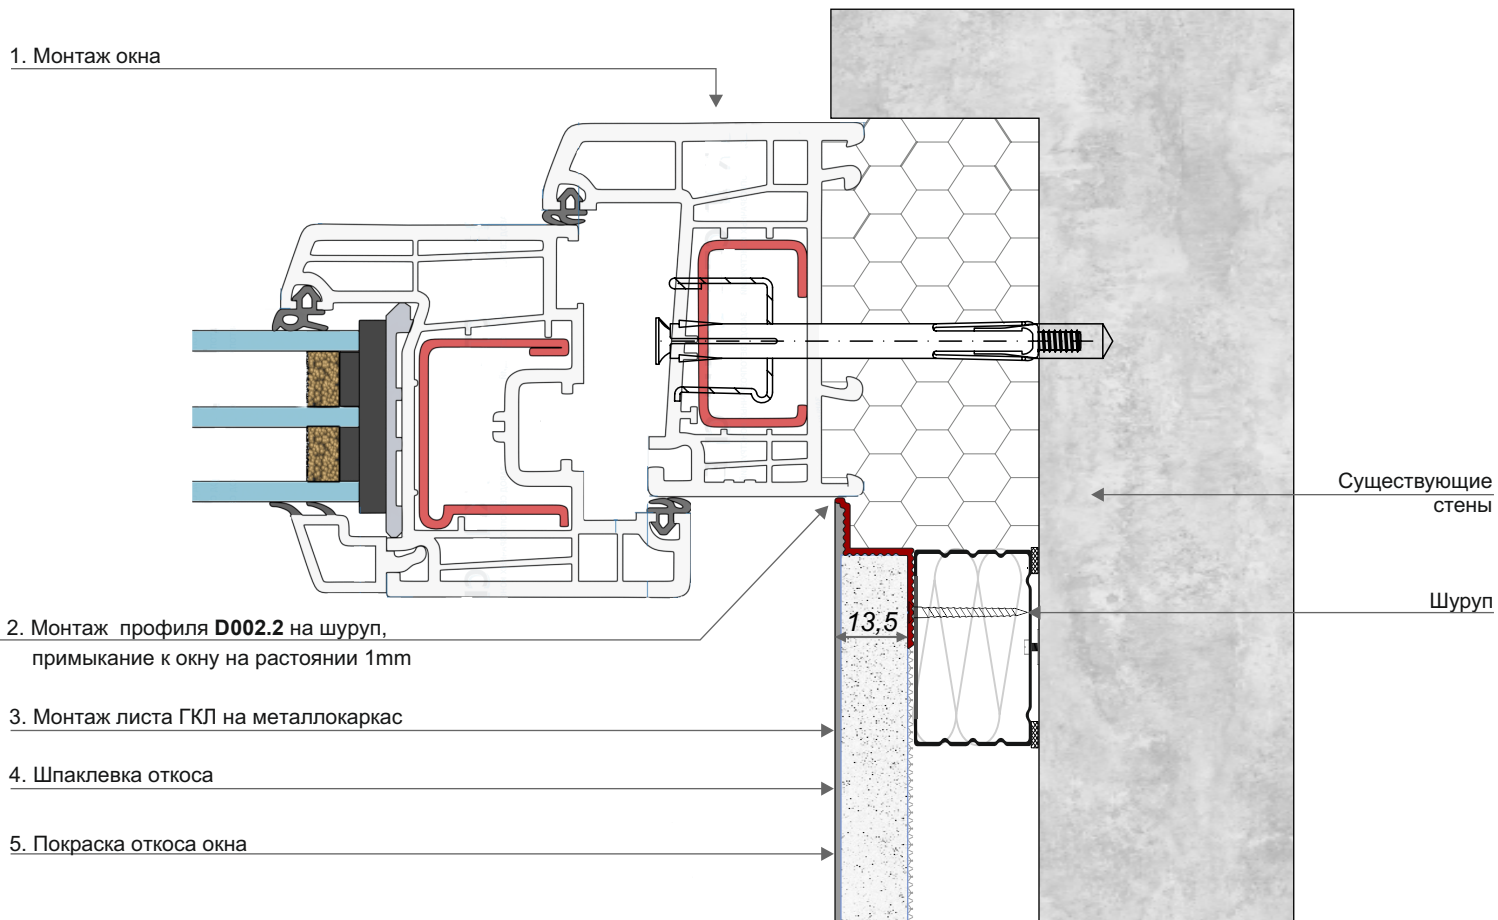 1. Монтаж окна
Существующие
стены
Шуруп
13,5
2. Монтаж профиля D002.2 на шуруп,
примыкание к окну на растоянии 1mm
3. Монтаж листа ГКЛ на металлокаркас
4. Шпаклевка откоса
5. Покраска откоса окна